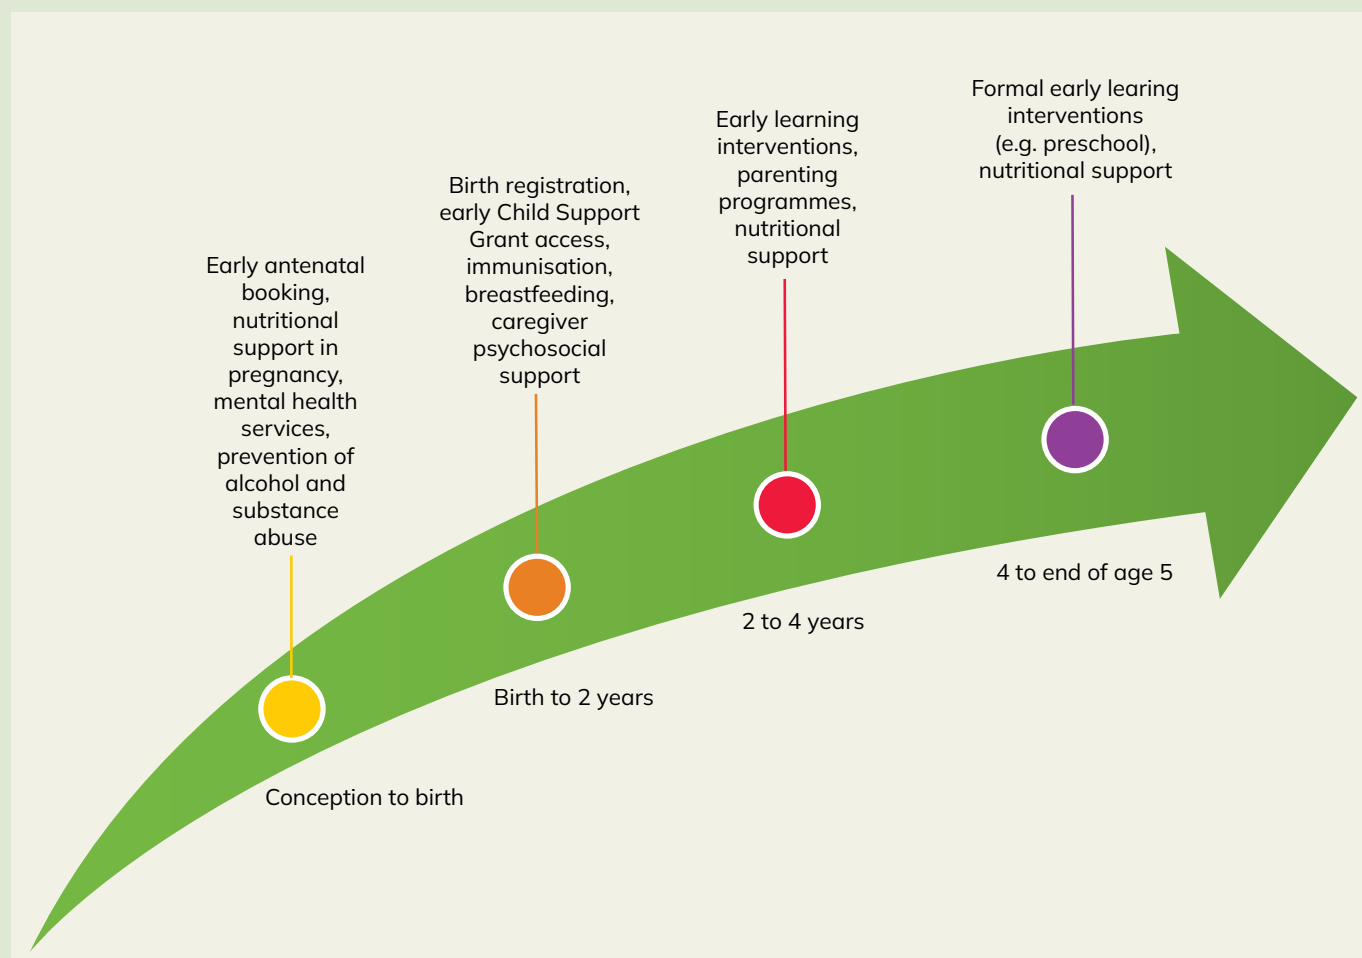 Early antenatal
booking,
nutritional
support in
pregnancy,
mental health
services,
prevention of
alcohol and
substance
abuse
Conception to birth
Birth registration,
early Child Support
Grant access,
immunisation,
breastfeeding,
caregiver
psychosocial
support
Birth to 2 years
Early learning
interventions,
parenting
programmes,
nutritional
support
2 to 4 years
Formal early learing
interventions
(e.g. preschool),
nutritional support
4 to end of age 5